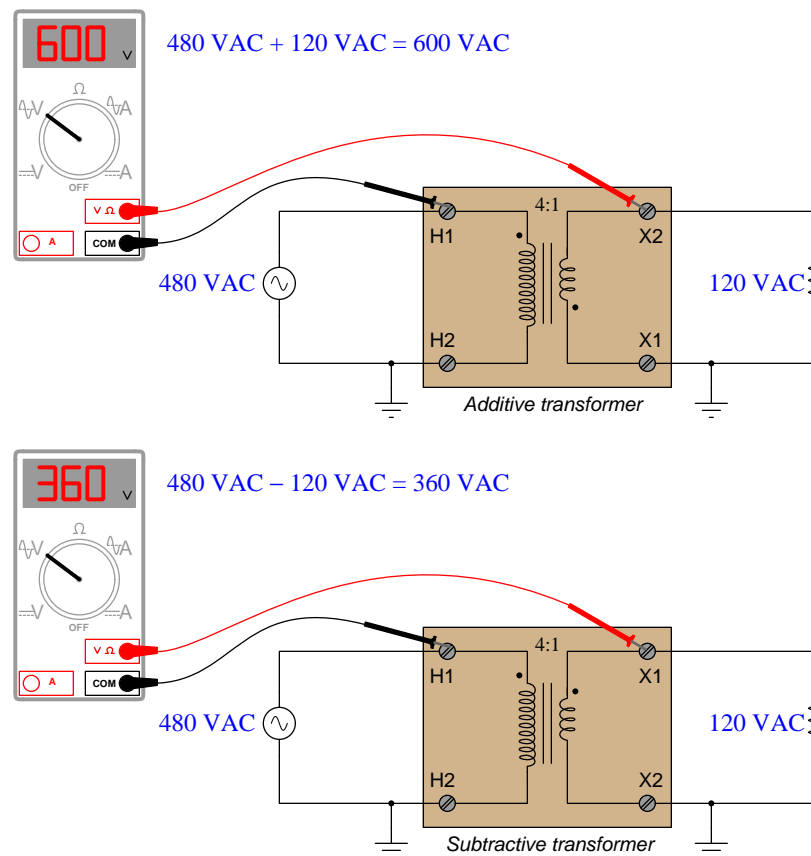 600 V
480 VAC + 120 VAC = 600 VAC
Ω
V A
V A
OFF
V Ω
A COM
4:1
H1 X2
480 VAC 120 VAC
H2 X1
Additive transformer
360 V
480 VAC − 120 VAC = 360 VAC
Ω
V A
V A
OFF
V Ω
A COM
4:1
H1 X1
480 VAC 120 VAC
H2 X2
Subtractive transformer